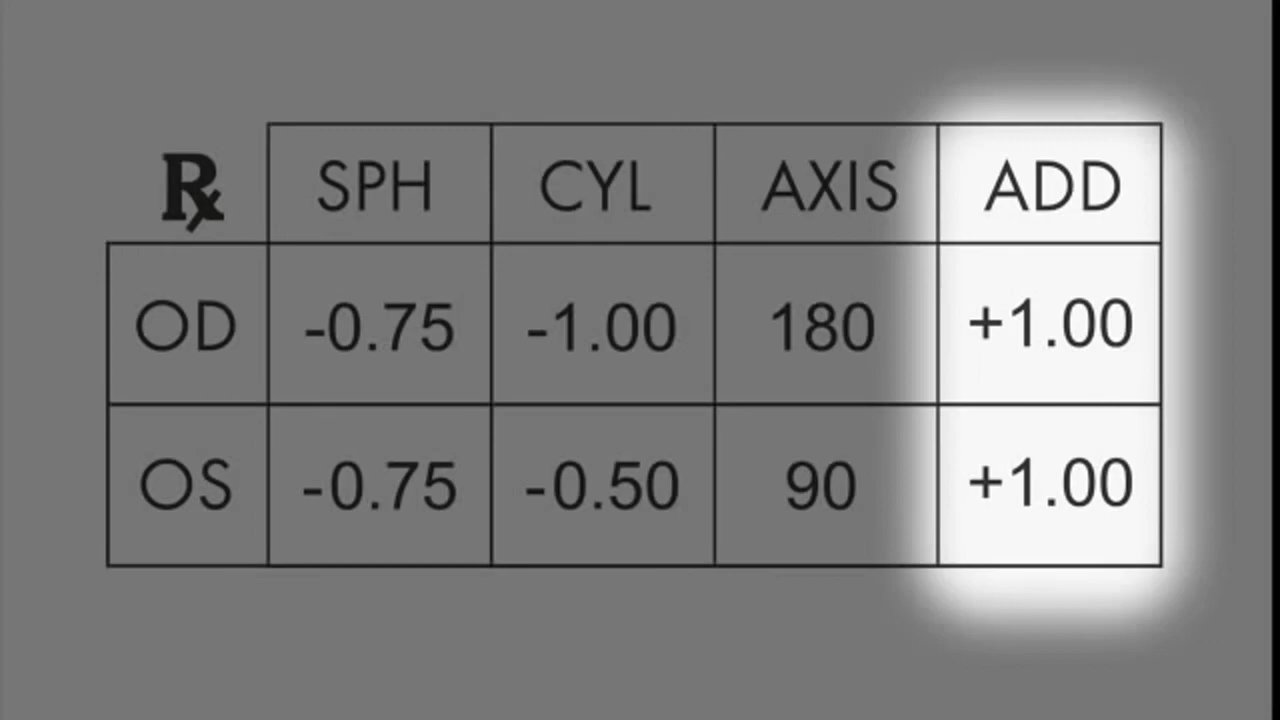 ℞ SPH CYL AXIS ADD
OD -0.75 -1.00 180 +1.00
OS -0.75 -0.50 90 +1.00